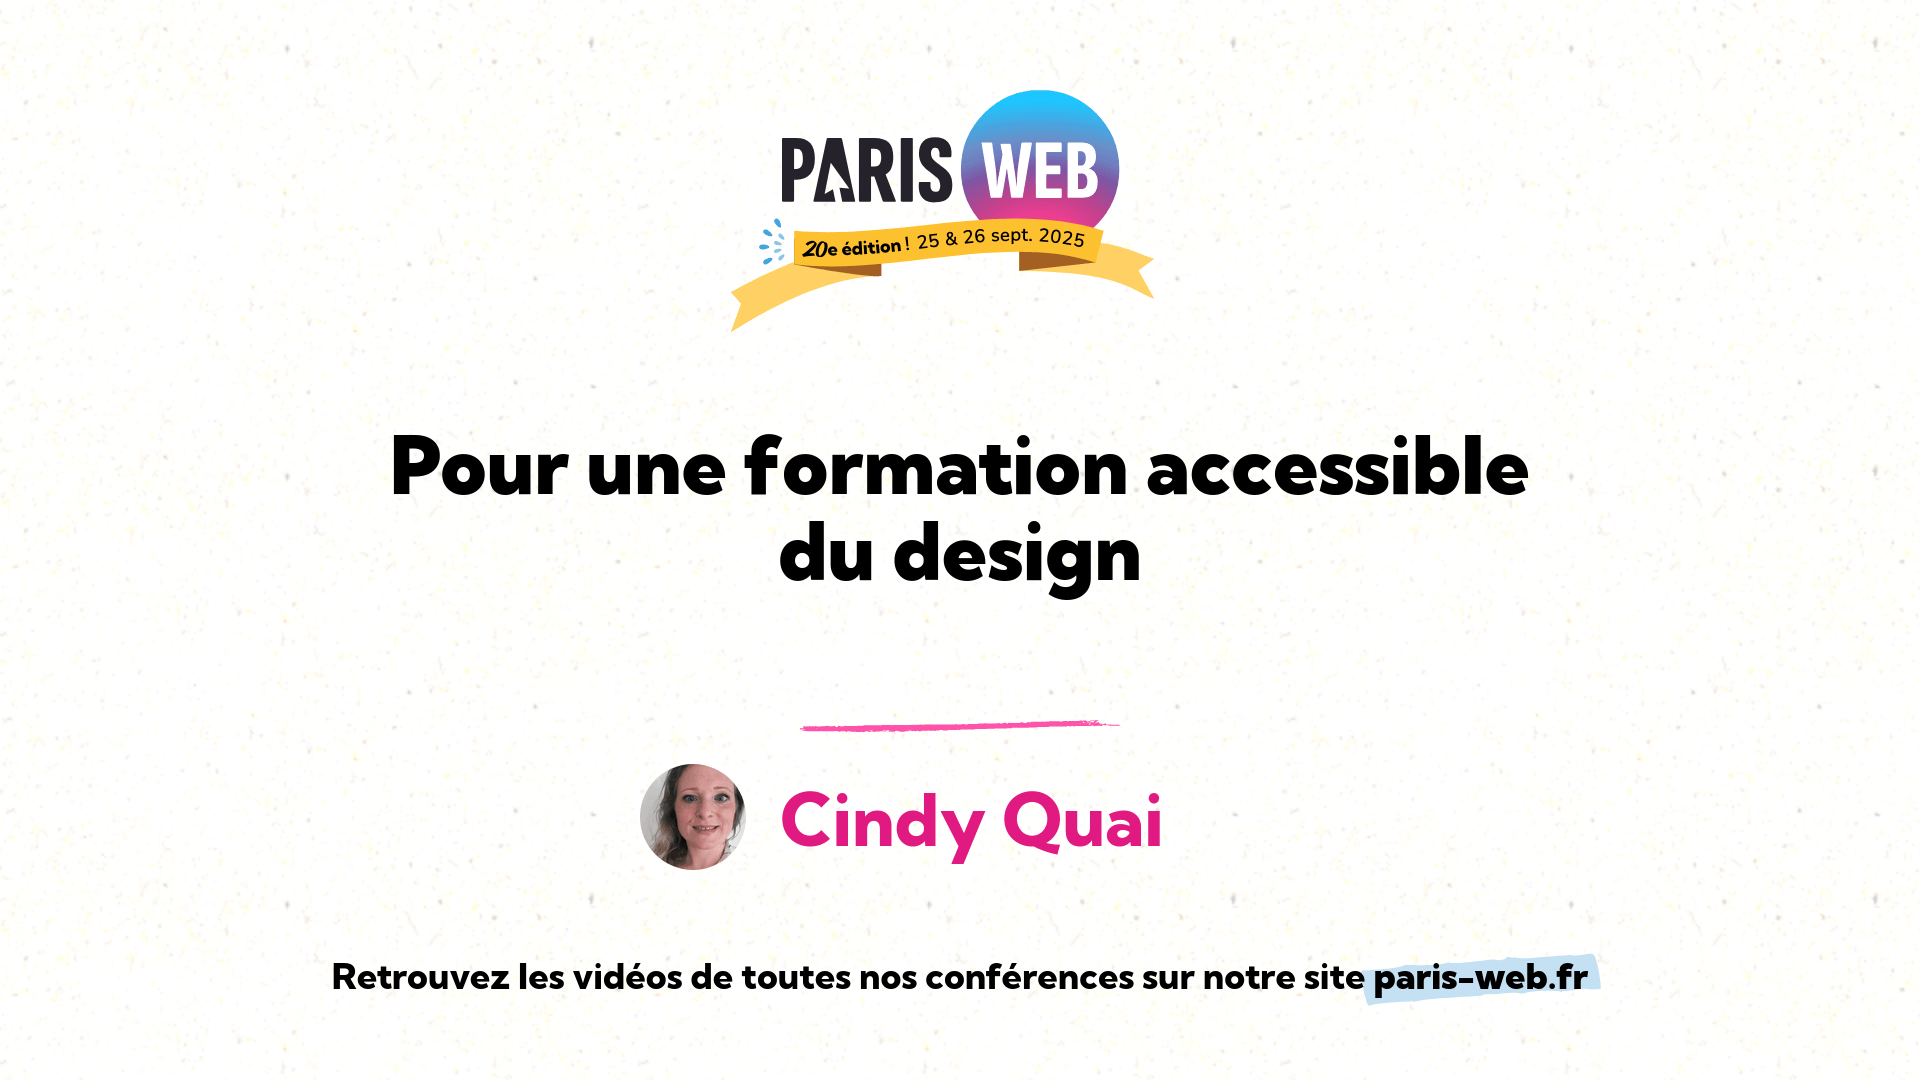 PARIS WEB
20e édition ! 25 & 26 sept. 2025
Pour une formation accessible
du design
Cindy Quai
Retrouvez les vidéos de toutes nos conférences sur notre site paris-web.fr